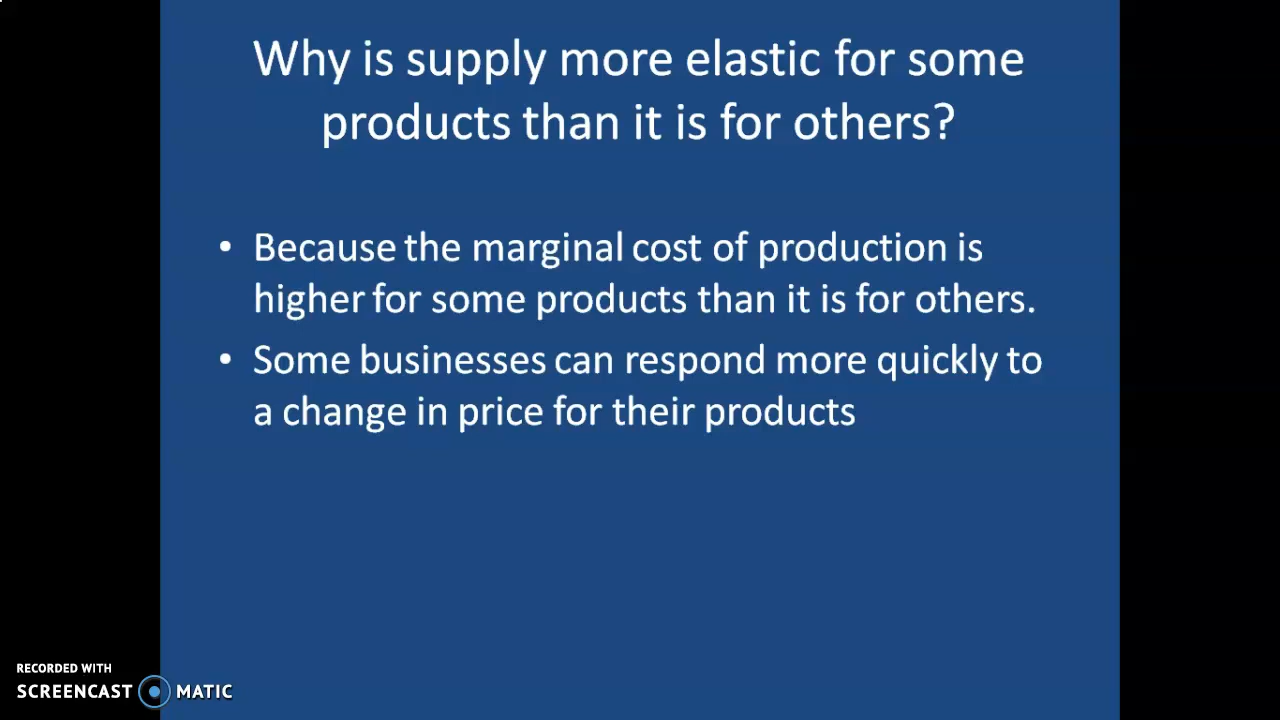 Why is supply more elastic for some
products than it is for others?
• Because the marginal cost of production is
higher for some products than it is for others.
• Some businesses can respond more quickly to
a change in price for their products
RECORDED WITH
SCREENCAST MATIC